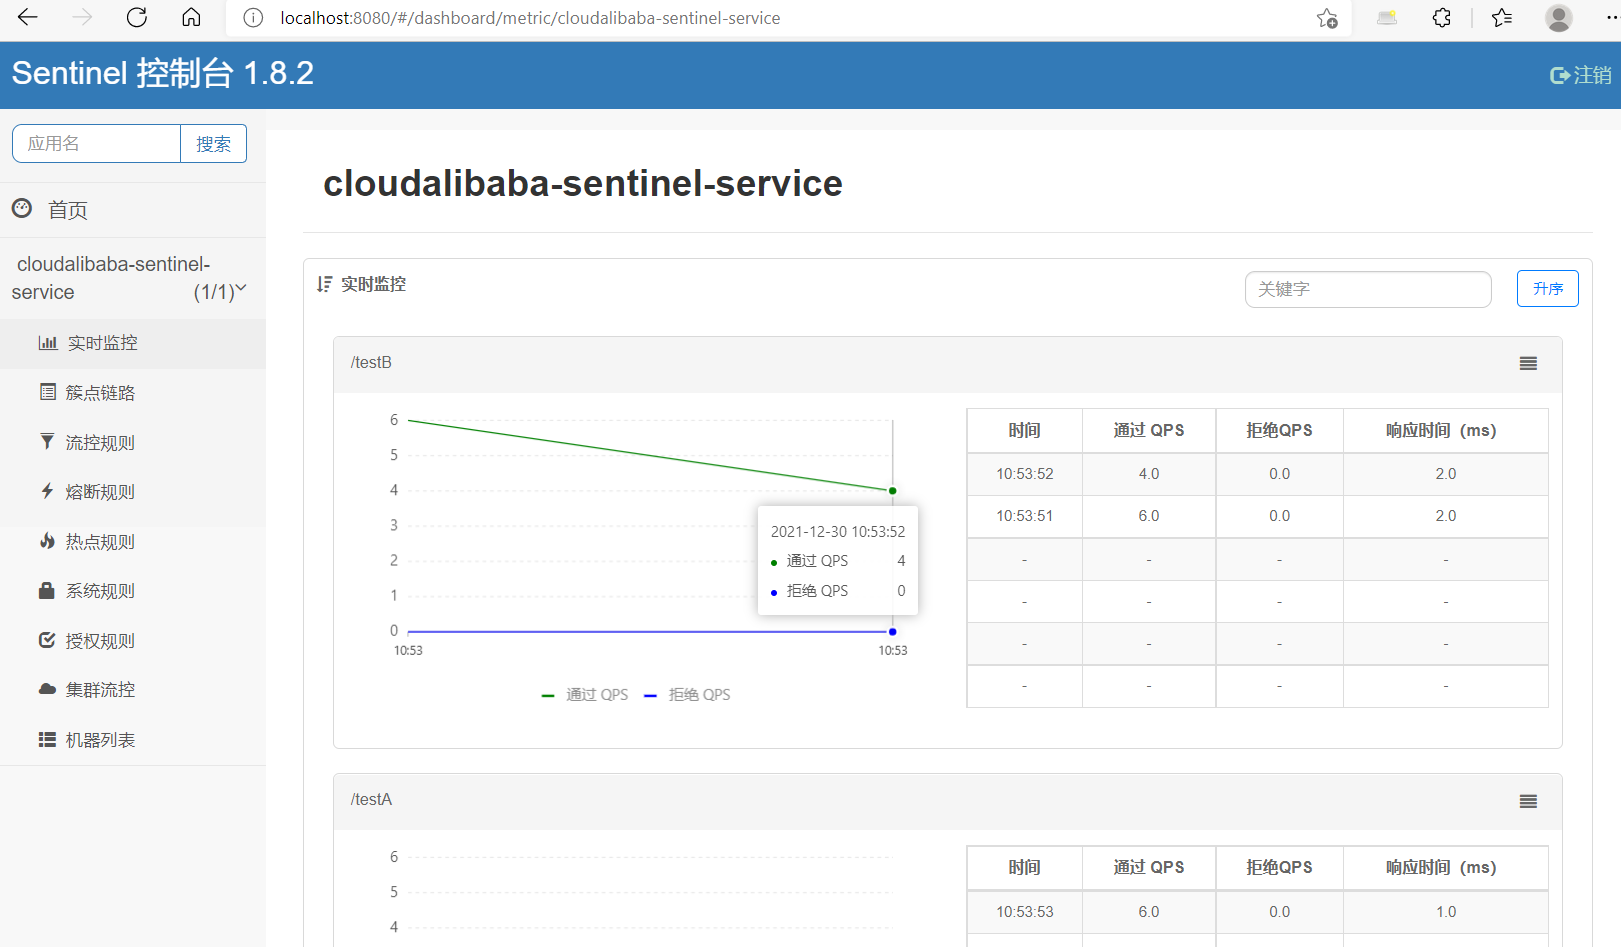 localhost:8080/#/dashboard/metric/cloudalibaba-sentinel-service
Sentinel 控制台 1.8.2
注销
应用名
搜索
首页
cloudalibaba-sentinel-
service (1/1)
实时监控
簇点链路
流控规则
熔断规则
热点规则
系统规则
授权规则
集群流控
机器列表
cloudalibaba-sentinel-service
实时监控
关键字
升序
/testB
6
5
4
3
2
1
0
10:53 10:53
2021-12-30 10:53:52
通过 QPS 4
拒绝 QPS 0
通过 QPS 拒绝 QPS
时间 通过 QPS 拒绝QPS 响应时间（ms）
10:53:52 4.0 0.0 2.0
10:53:51 6.0 0.0 2.0
- - - -
- - - -
- - - -
- - - -
/testA
6
5
4
时间 通过 QPS 拒绝QPS 响应时间（ms）
10:53:53 6.0 0.0 1.0